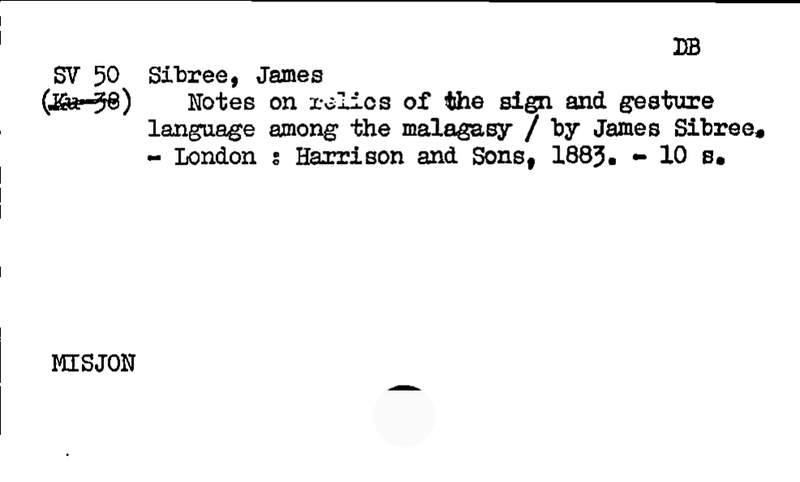 DB
SV 50 Sibree, James
(Ku-38) Notes on relics of the sign and gesture
language among the malagasy / by James Sibree.
- London : Harrison and Sons, 1883. - 10 s.
MISJON